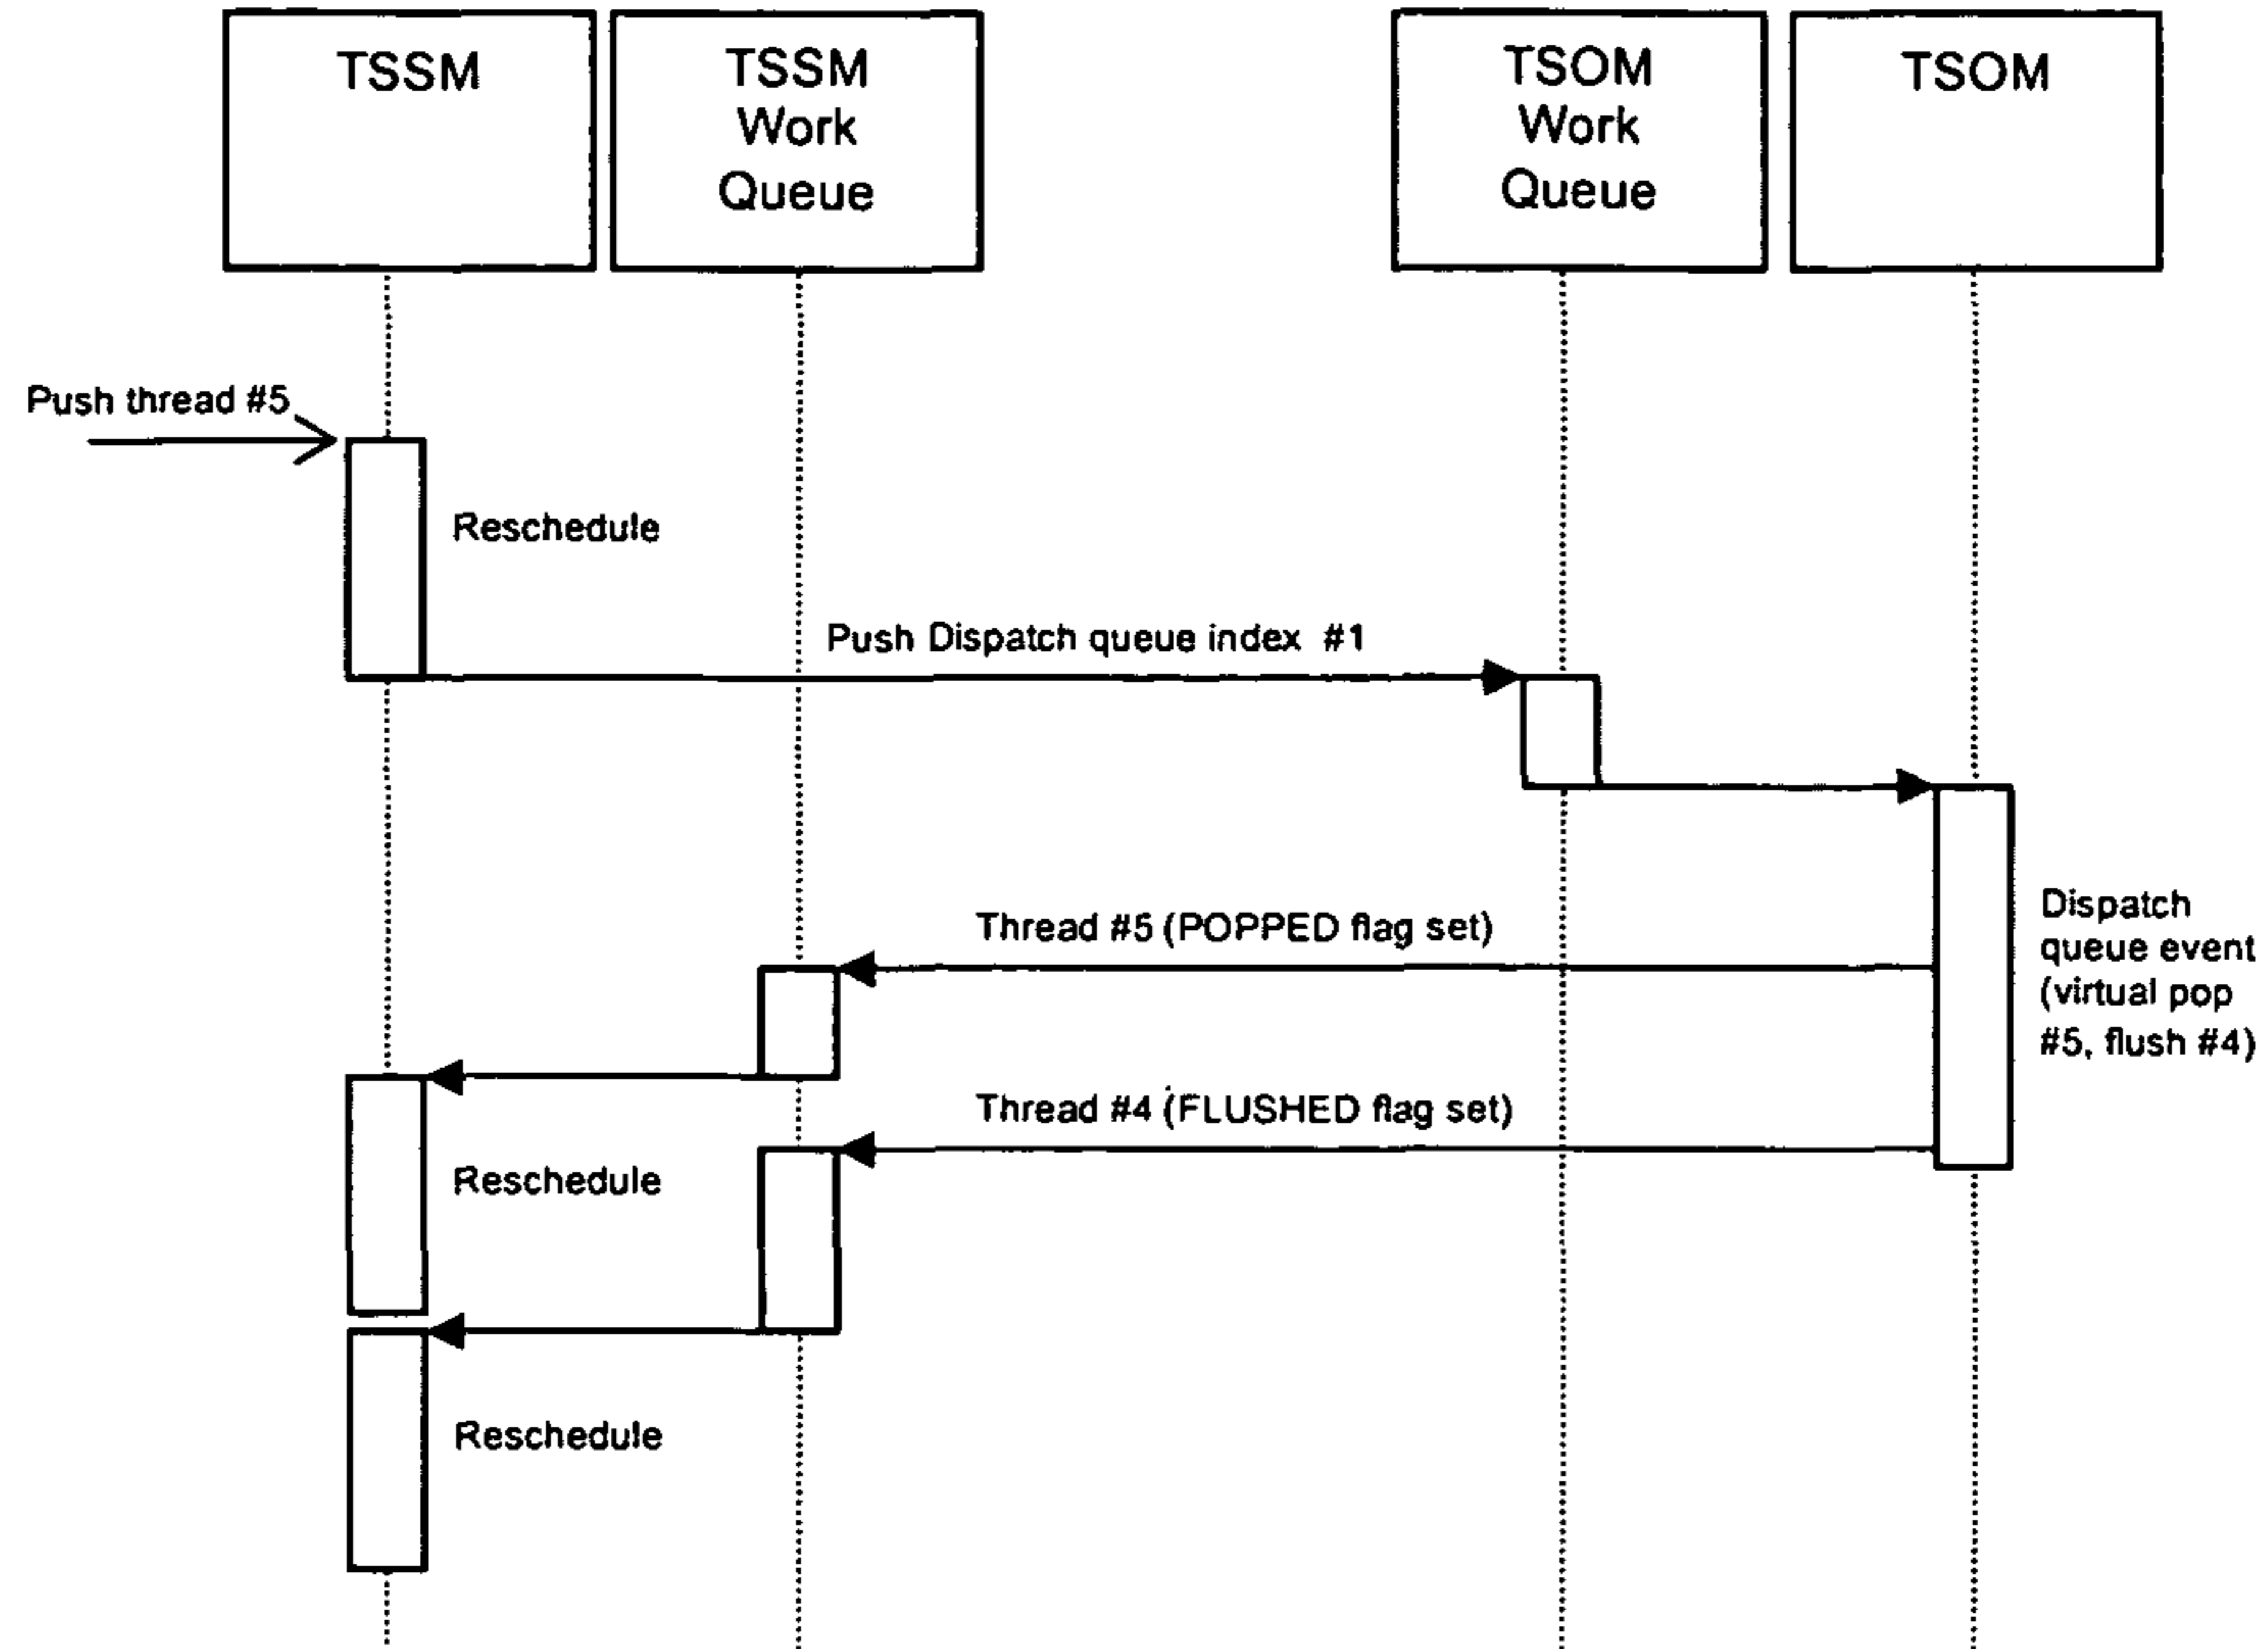 TSSM
TSSM
Work
Queue
TSOM
Work
Queue
TSOM
Push thread #5
Reschedule
Push Dispatch queue index #1
Dispatch
queue event
(virtual pop
#5, flush #4)
Thread #5 (POPPED flag set)
Thread #4 (FLUSHED flag set)
Reschedule
Reschedule